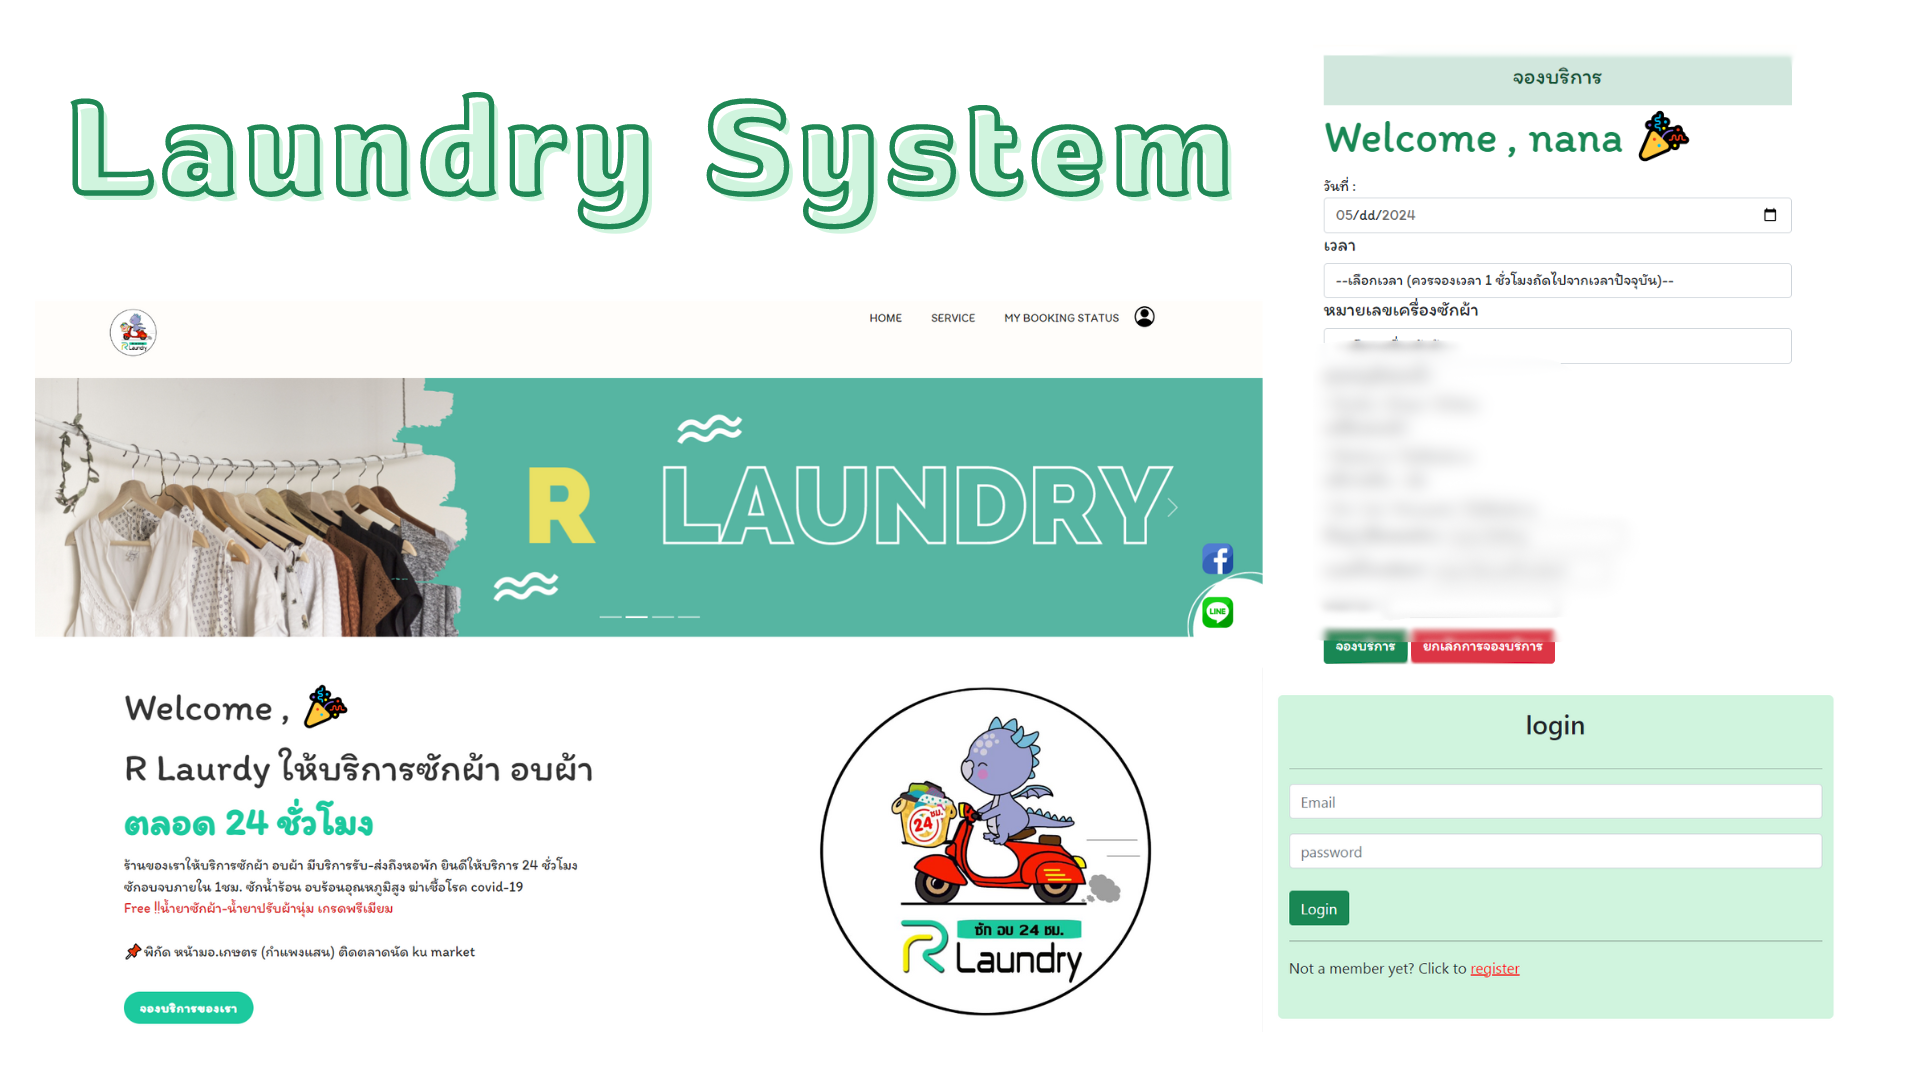 Laundry System
HOME SERVICE MY BOOKING STATUS
R LAUNDRY
LINE
Welcome ,
R Laurdy ให้บริการซักผ้า อบผ้า
ตลอด 24 ชั่วโมง
ร้านของเราให้บริการซักผ้า อบผ้า มีบริการรับ-ส่งถึงหอพัก ยินดีให้บริการ 24 ชั่วโมง
ซักอบจบภายใน 1ชม. ซักน้ำร้อน อบร้อนอุณหภูมิสูง ฆ่าเชื้อโรค covid-19
Free !!น้ำยาซักผ้า-น้ำยาปรับผ้านุ่ม เกรดพรีเมียม
พิกัด หน้ามอ.เกษตร (กำแพงแสน) ติดตลาดนัด ku market
จองบริการของเรา
24 ชม.
ซัก อบ 24 ชม.
R Laundry
จองบริการ
Welcome , nana
วันที่ :
05/dd/2024
เวลา
--เลือกเวลา (ควรจองเวลา 1 ชั่วโมงถัดไปจากเวลาปัจจุบัน)--
หมายเลขเครื่องซักผ้า
จองบริการ ยกเลิกการจองบริการ
login
Email
password
Login
Not a member yet? Click to register